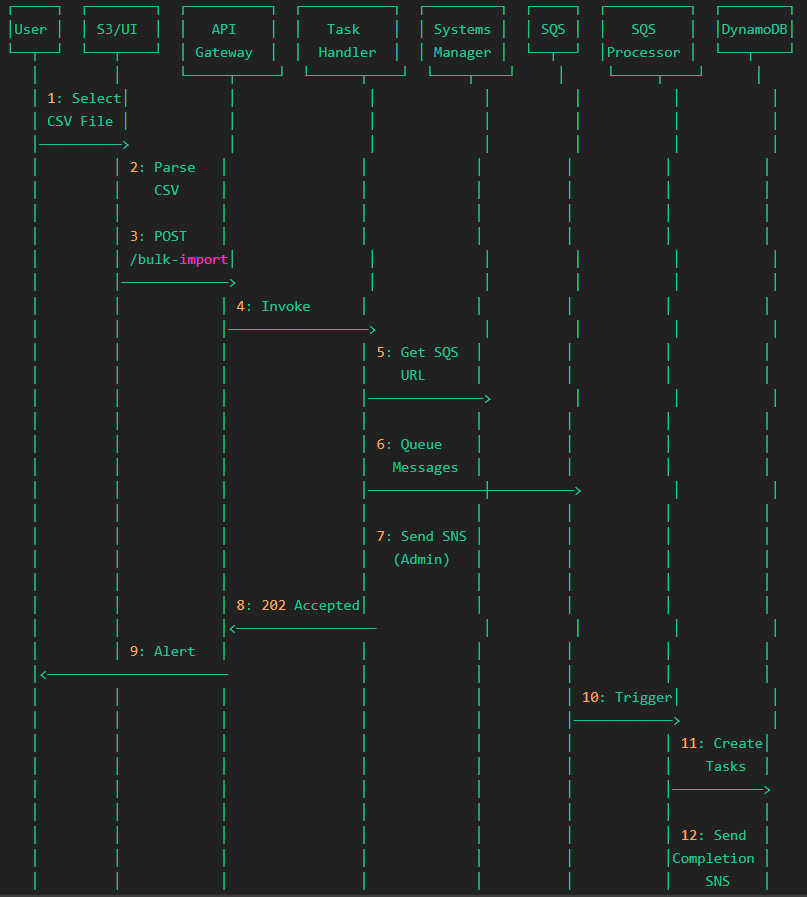 User S3/UI API Task Systems SQS SQS DynamoDB
Gateway Handler Manager Processor
1: Select
CSV File
2: Parse
CSV
3: POST
/bulk-import
4: Invoke
5: Get SQS
URL
6: Queue
Messages
7: Send SNS
(Admin)
8: 202 Accepted
9: Alert
10: Trigger
11: Create
Tasks
12: Send
Completion
SNS